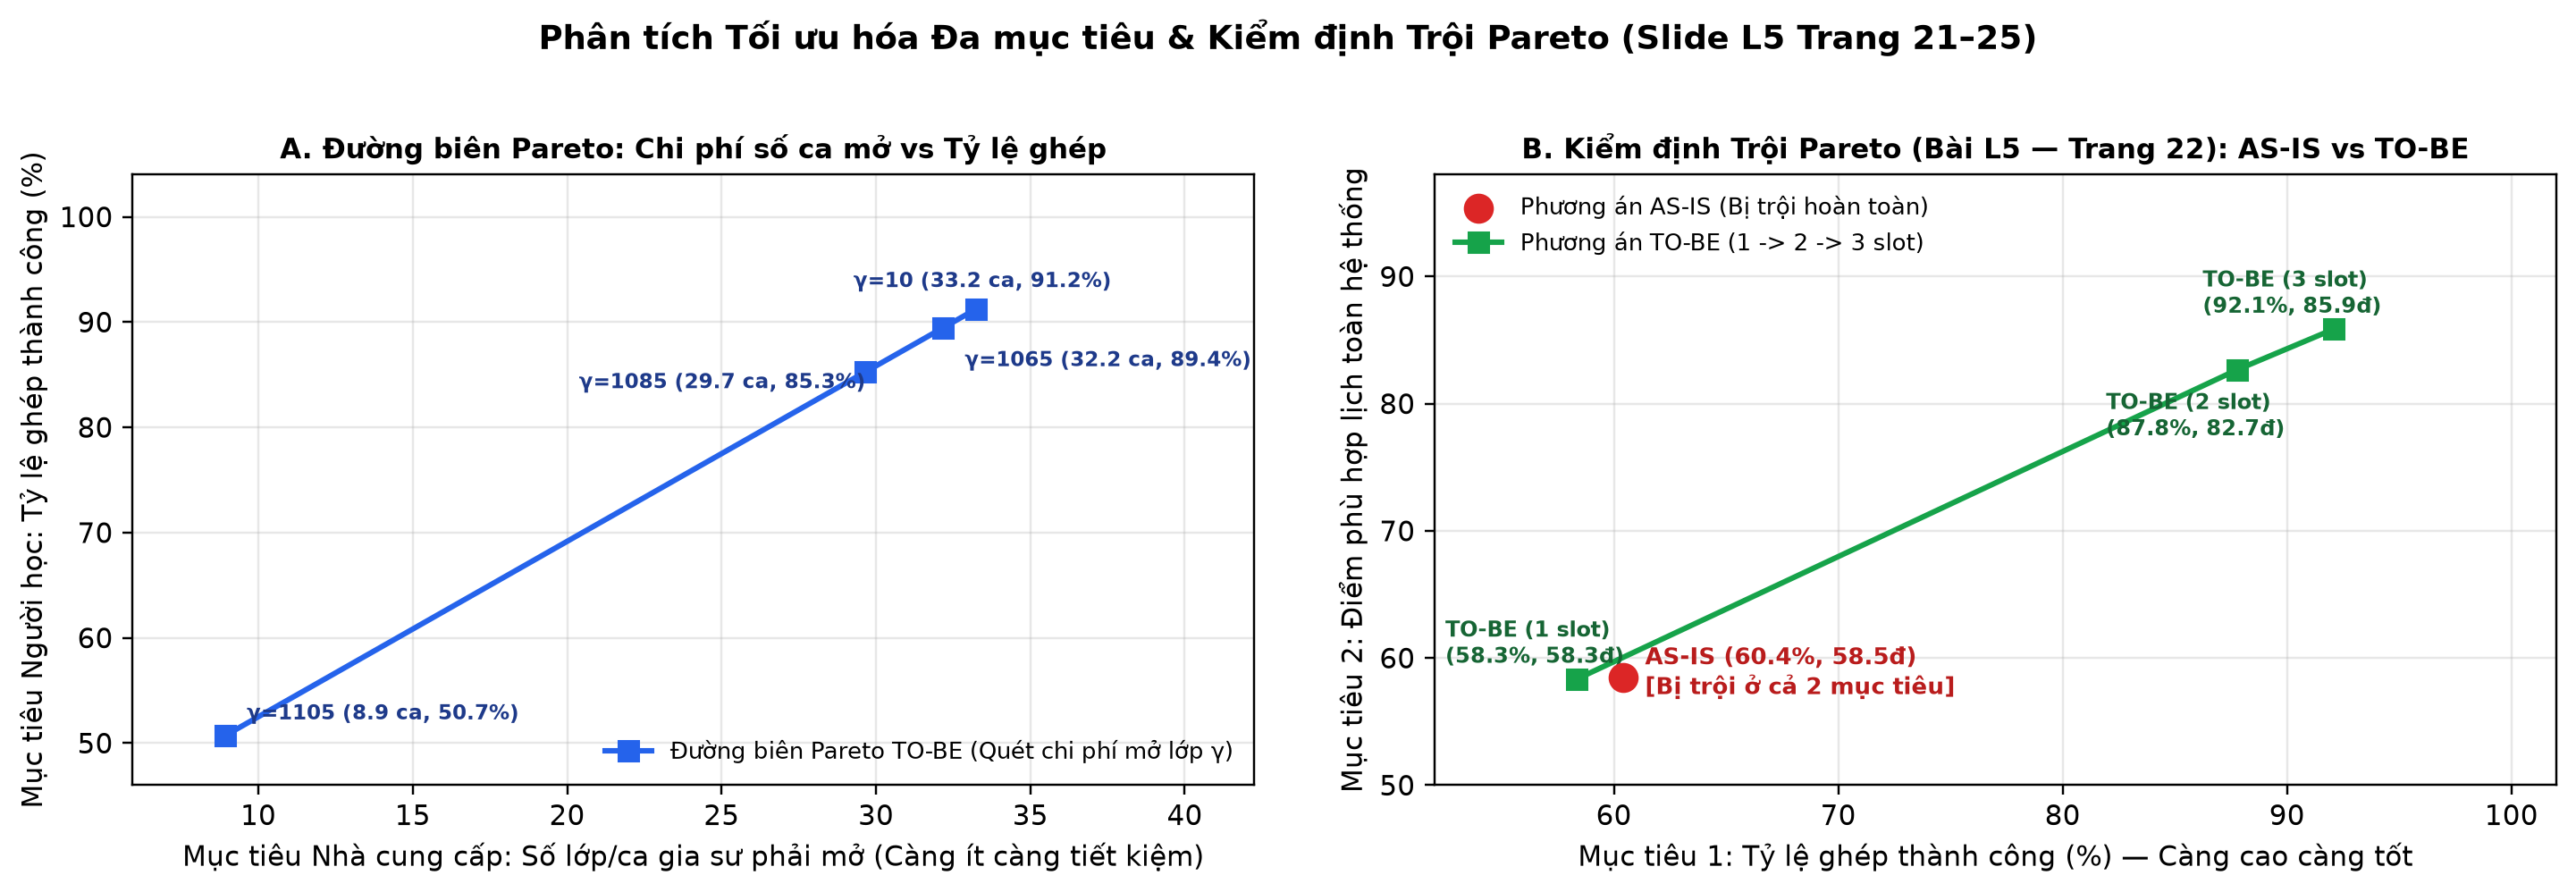 Phân tích Tối ưu hóa Đa mục tiêu & Kiểm định Trội Pareto (Slide L5 Trang 21–25)
A. Đường biên Pareto: Chi phí số ca mở vs Tỷ lệ ghép
Mục tiêu Người học: Tỷ lệ ghép thành công (%)
100
90
80
70
60
50
γ=10 (33.2 ca, 91.2%)
γ=1065 (32.2 ca, 89.4%)
γ=1085 (29.7 ca, 85.3%)
γ=1105 (8.9 ca, 50.7%)
Đường biên Pareto TO-BE (Quét chi phí mở lớp γ)
10 15 20 25 30 35 40
Mục tiêu Nhà cung cấp: Số lớp/ca gia sư phải mở (Càng ít càng tiết kiệm)
B. Kiểm định Trội Pareto (Bài L5 — Trang 22): AS-IS vs TO-BE
Mục tiêu 2: Điểm phù hợp lịch toàn hệ thống
90
80
70
60
50
Phương án AS-IS (Bị trội hoàn toàn)
Phương án TO-BE (1 -> 2 -> 3 slot)
TO-BE (3 slot)
(92.1%, 85.9đ)
TO-BE (2 slot)
(87.8%, 82.7đ)
TO-BE (1 slot)
(58.3%, 58.3đ)
AS-IS (60.4%, 58.5đ)
[Bị trội ở cả 2 mục tiêu]
60 70 80 90 100
Mục tiêu 1: Tỷ lệ ghép thành công (%) — Càng cao càng tốt